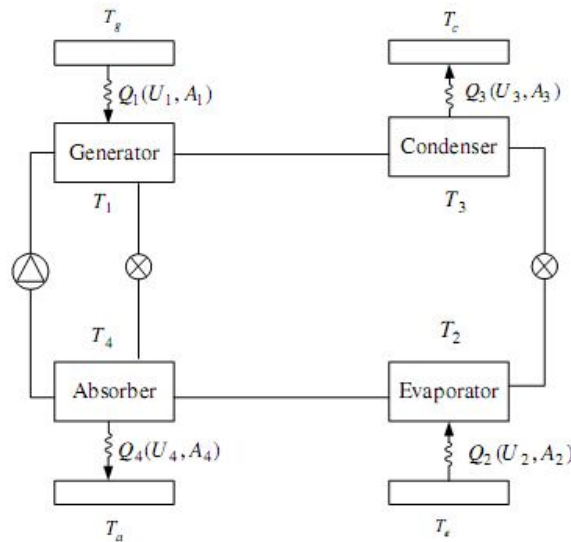 T_g
T_c
Q_1(U_1, A_1)
Q_3(U_3, A_3)
Generator
Condenser
T_1
T_3
T_4
T_2
Absorber
Evaporator
Q_4(U_4, A_4)
Q_2(U_2, A_2)
T_a
T_e